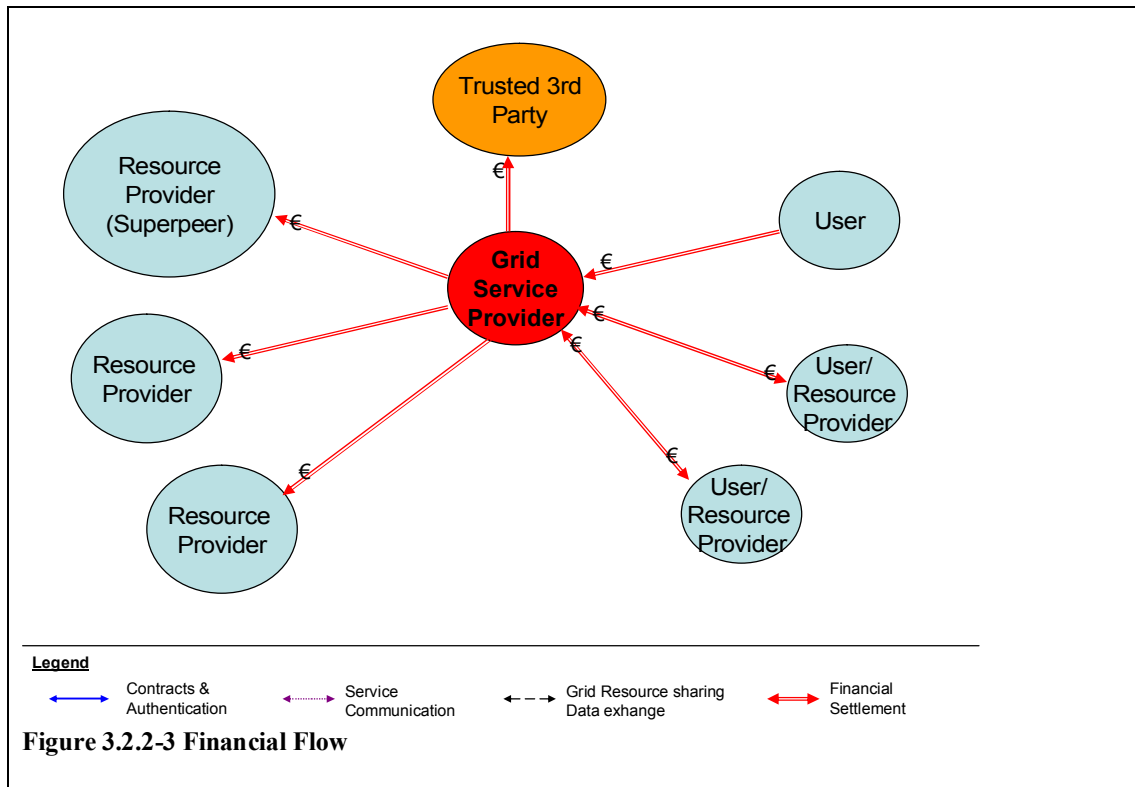 Trusted 3rd
Party
Resource
Provider
(Superpeer)
User
€
€
€
Grid
Service
Provider
€
€
€
€
€
€
Resource
Provider
User/
Resource
Provider
Resource
Provider
User/
Resource
Provider
Legend
Contracts &
Authentication
Service
Communication
Grid Resource sharing
Data exhange
Financial
Settlement
Figure 3.2.2-3 Financial Flow